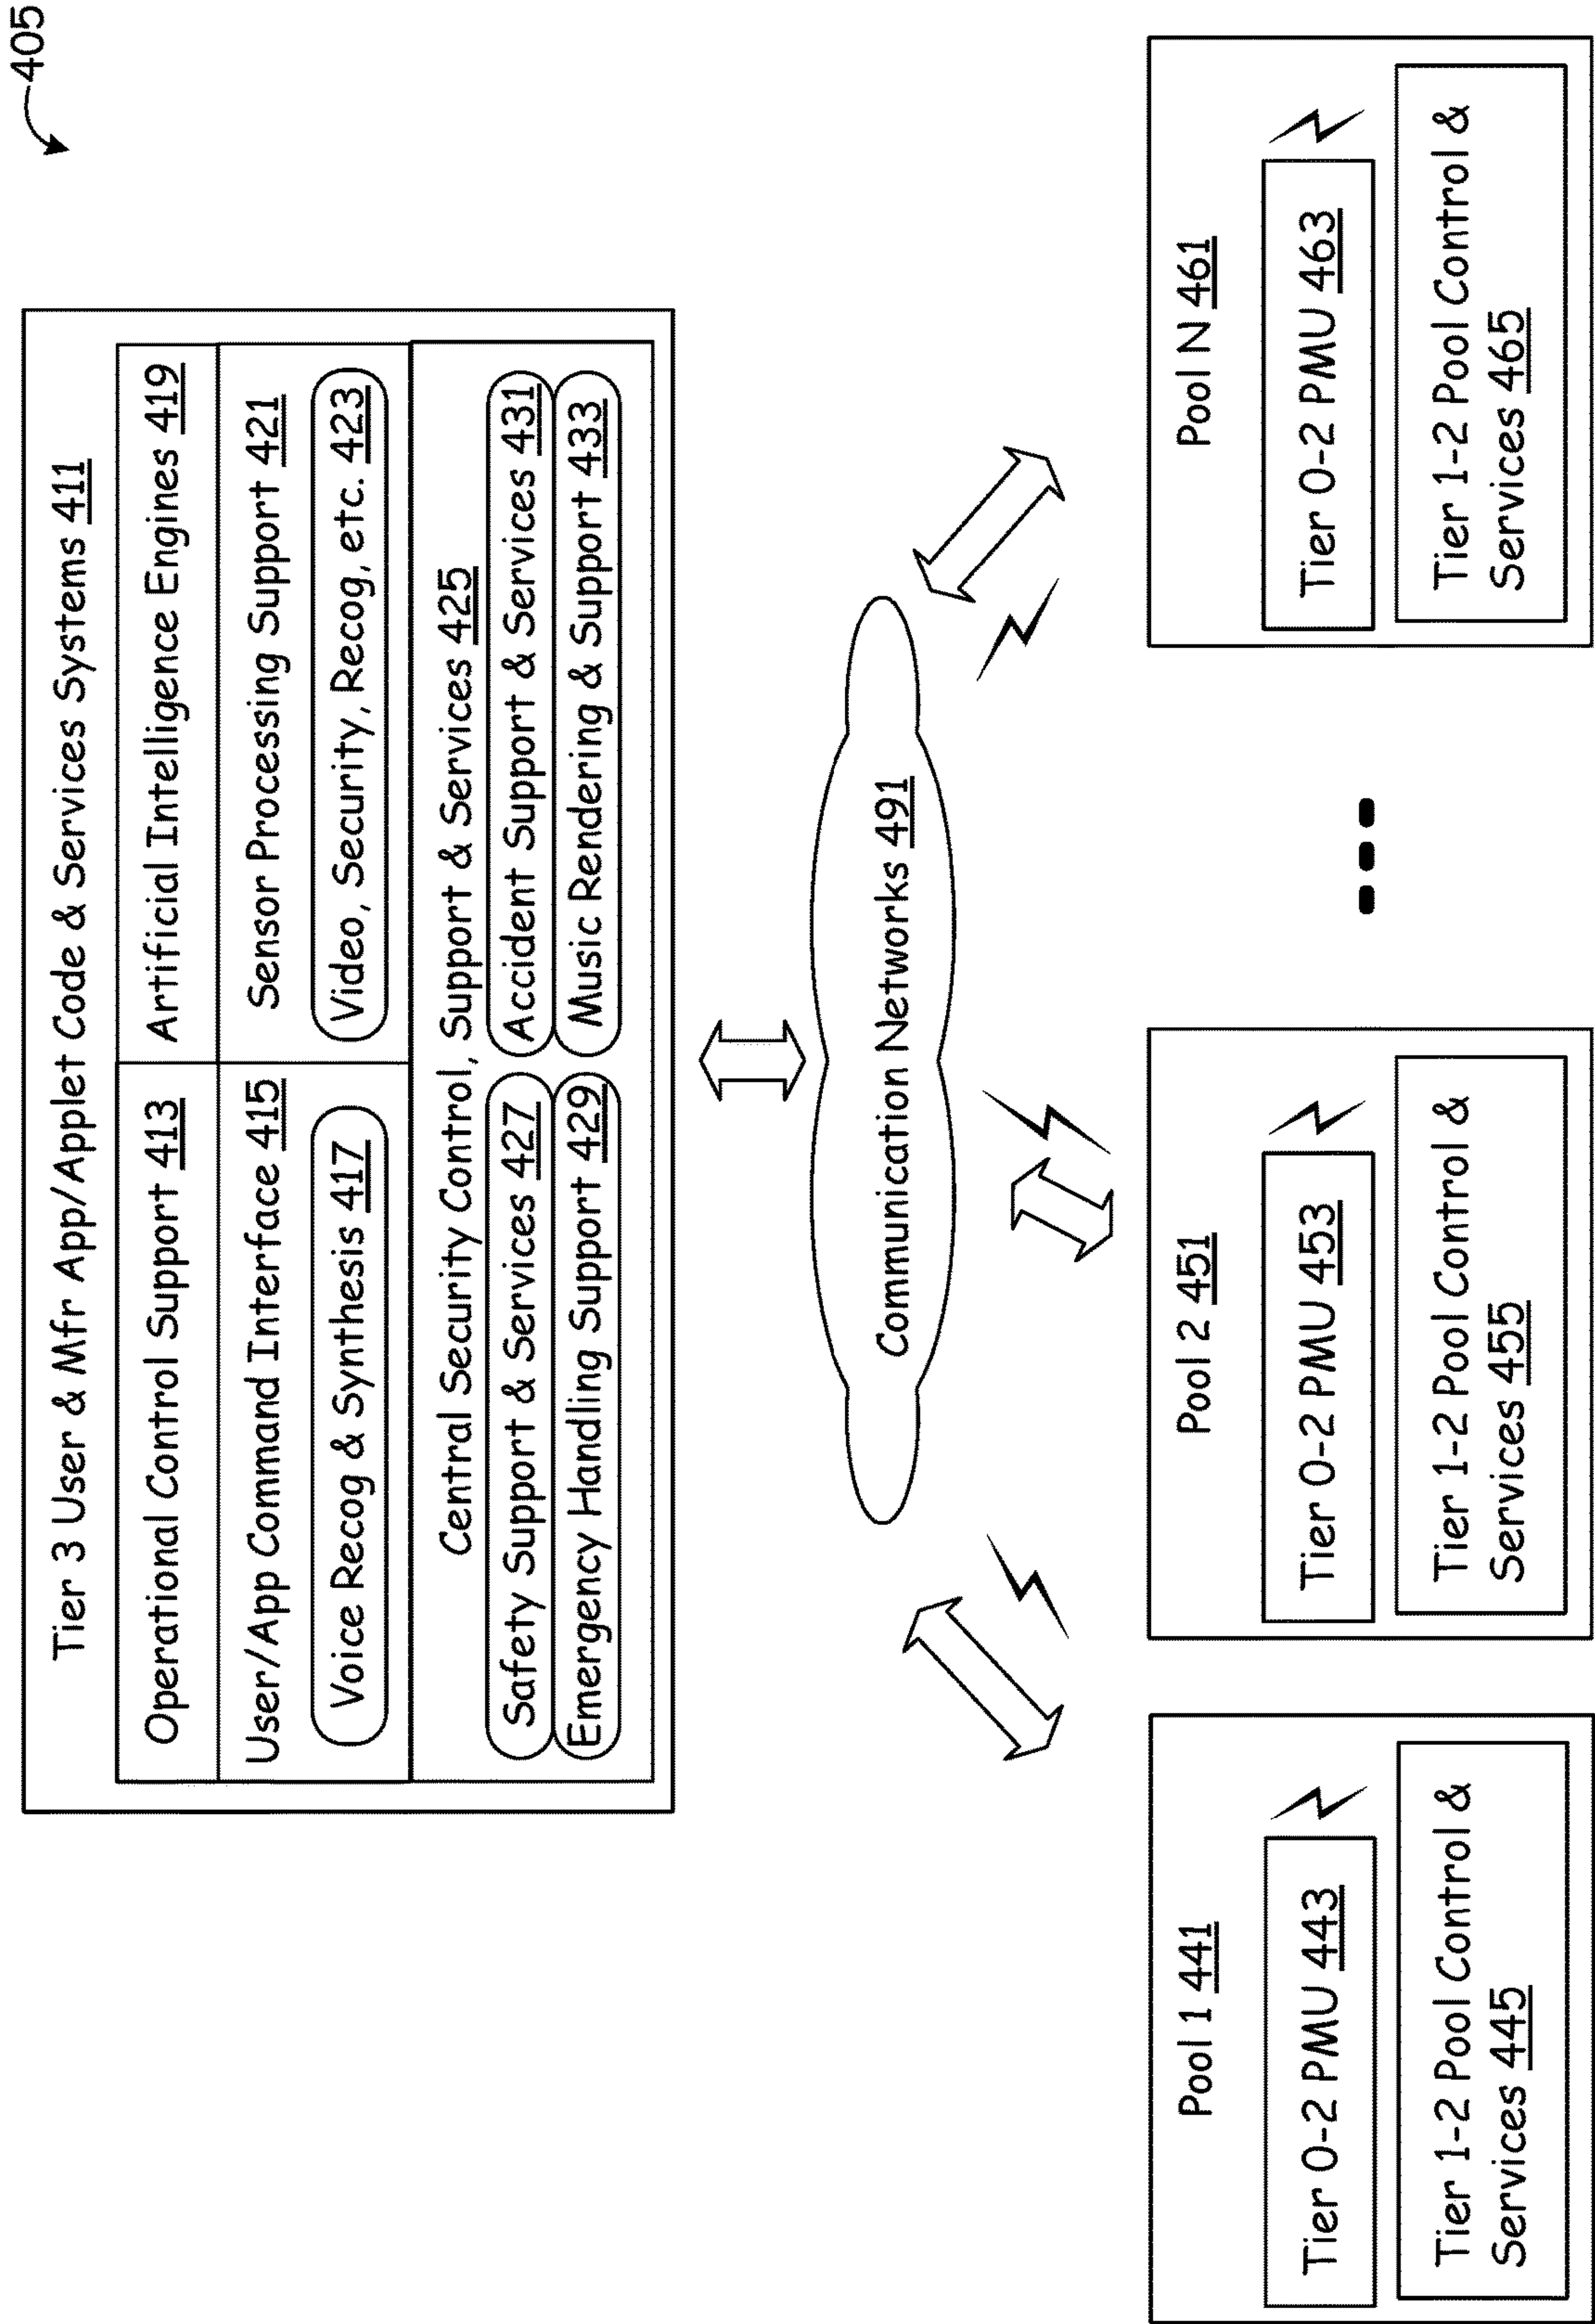 405
Tier 3 User & Mfr App/Applet Code & Services Systems 411
Operational Control Support 413
Artificial Intelligence Engines 419
User/App Command Interface 415
Voice Recog & Synthesis 417
Sensor Processing Support 421
Video, Security, Recog, etc. 423
Central Security Control, Support & Services 425
Safety Support & Services 427
Accident Support & Services 431
Emergency Handling Support 429
Music Rendering & Support 433
Communication Networks 491
Pool 1 441
Tier 0-2 PMU 443
Tier 1-2 Pool Control &
Services 445
Pool 2 451
Tier 0-2 PMU 453
Tier 1-2 Pool Control &
Services 455
Pool N 461
Tier 0-2 PMU 463
Tier 1-2 Pool Control &
Services 465